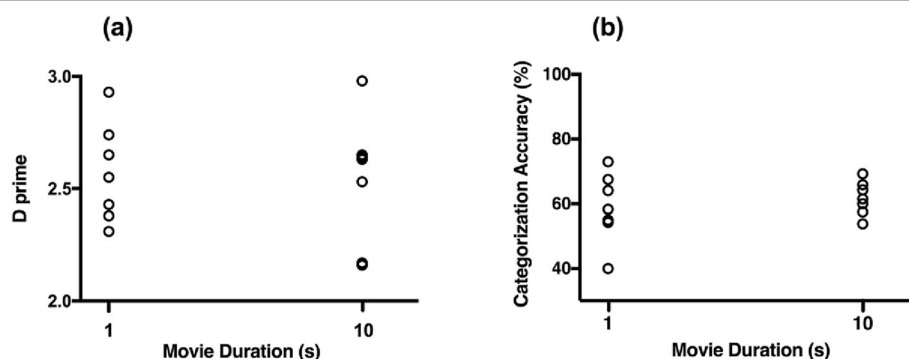 (a)
D prime
3.0
2.5
2.0
1
10
Movie Duration (s)
(b)
Categorization Accuracy (%)
100
80
60
40
1
10
Movie Duration (s)